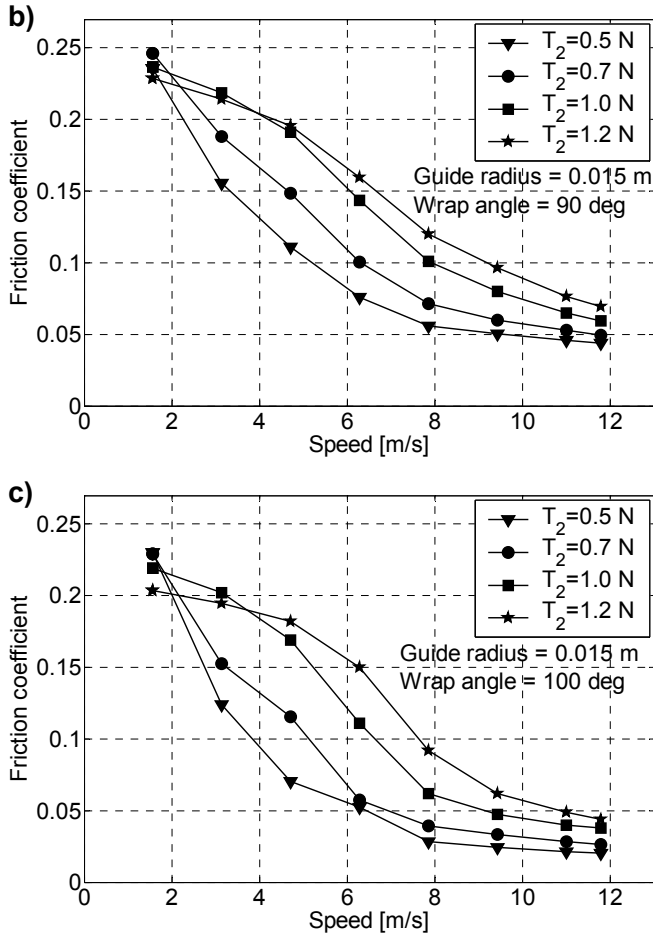 b)
0.25
0.2
0.15
0.1
0.05
0
Friction coefficient
T2=0.5 N
T2=0.7 N
T2=1.0 N
T2=1.2 N
Guide radius = 0.015 m
Wrap angle = 90 deg
0 2 4 6 8 10 12
Speed [m/s]
c)
0.25
0.2
0.15
0.1
0.05
0
Friction coefficient
T2=0.5 N
T2=0.7 N
T2=1.0 N
T2=1.2 N
Guide radius = 0.015 m
Wrap angle = 100 deg
0 2 4 6 8 10 12
Speed [m/s]